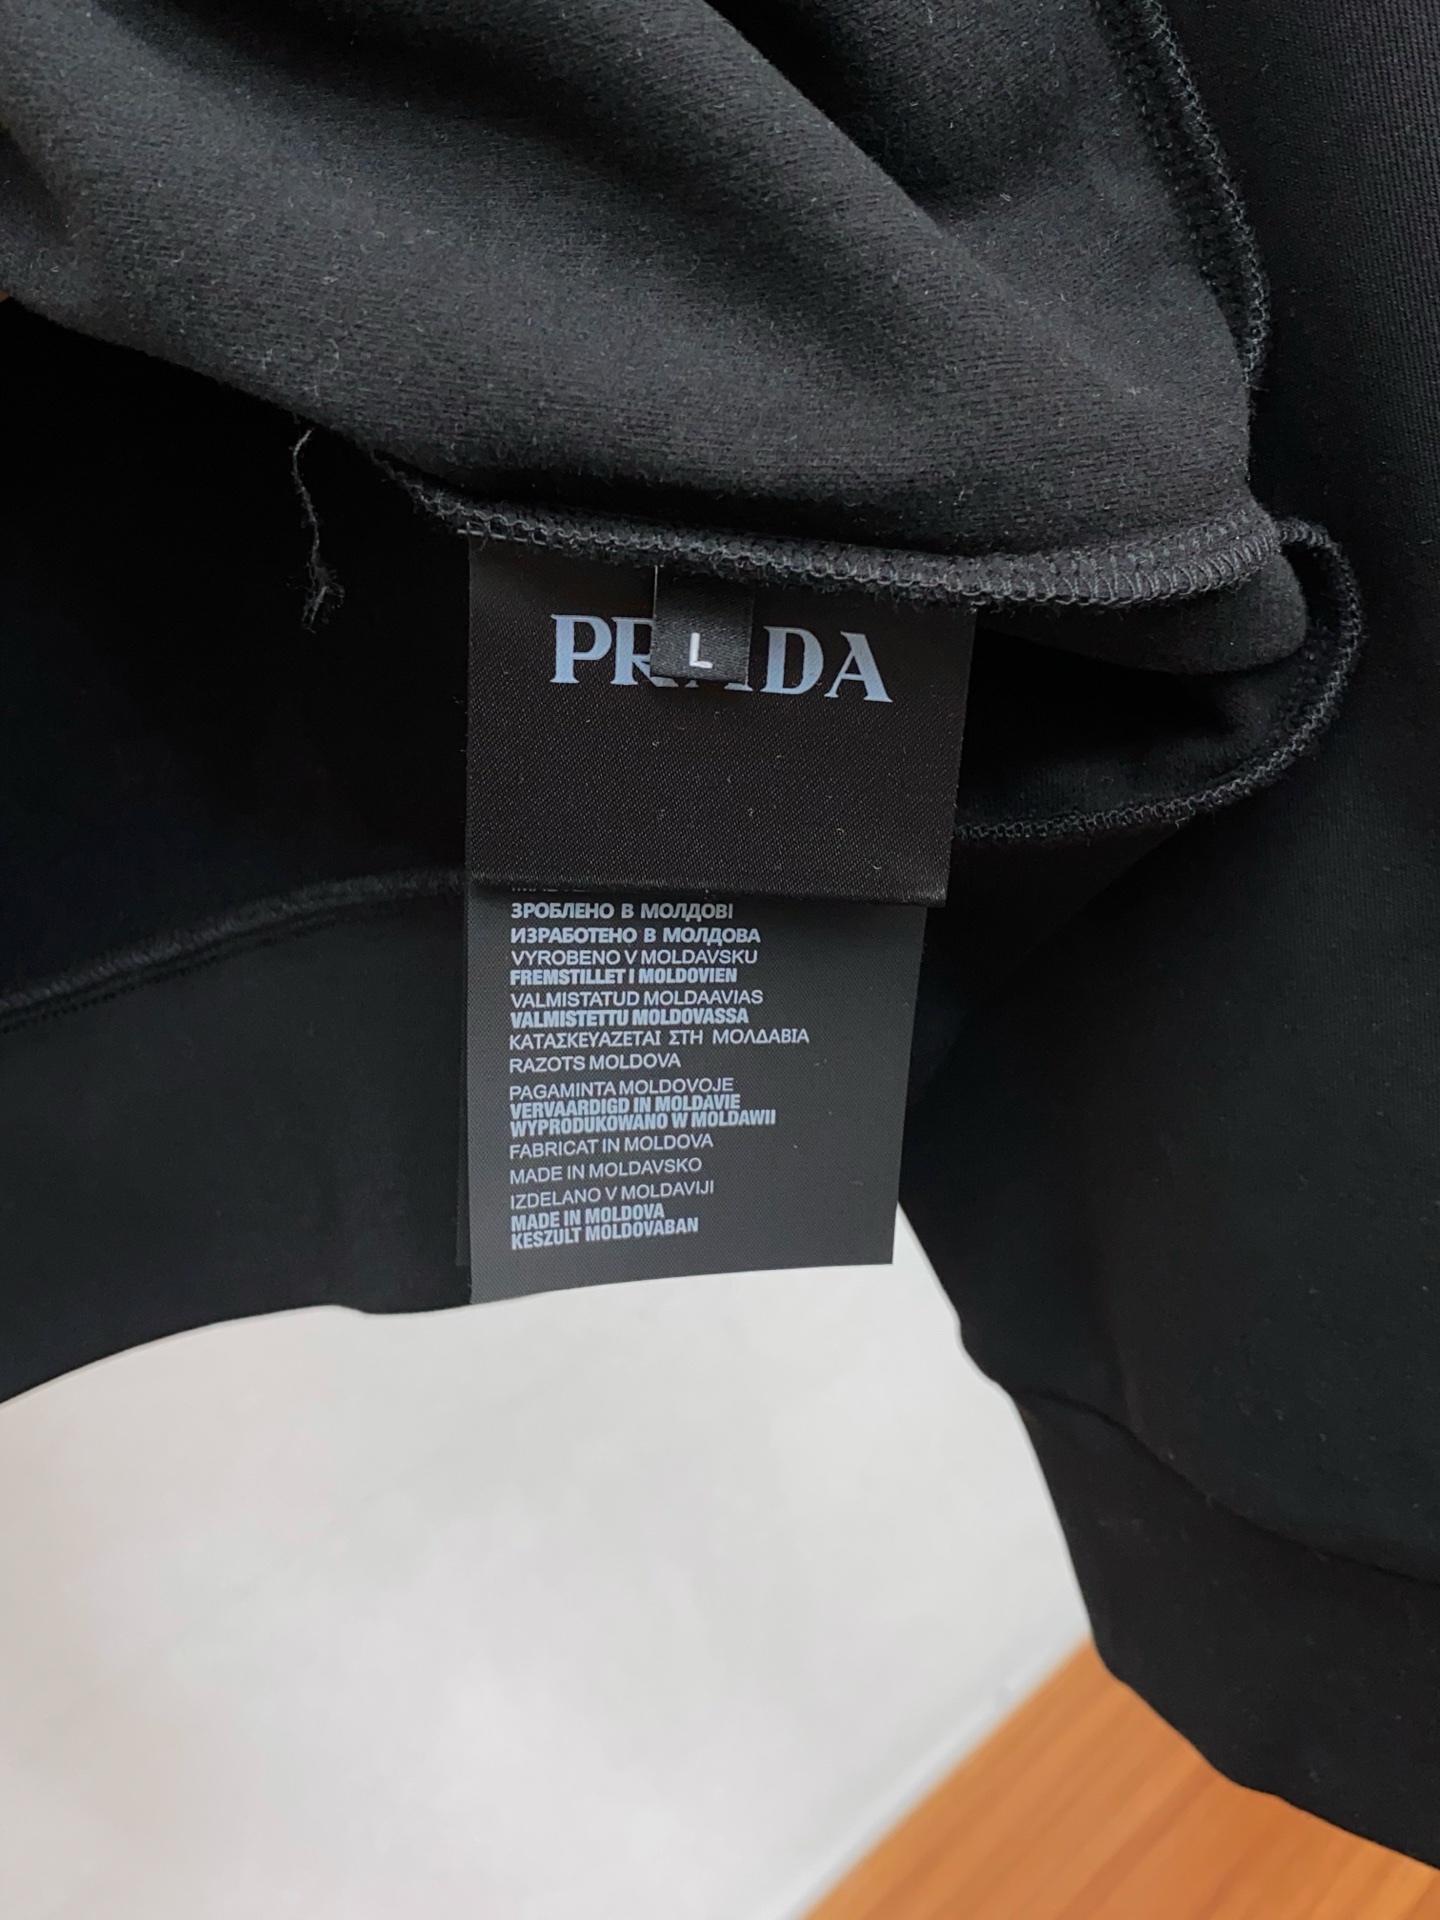 PRADA
L
ЗРОБЛЕНО В МОЛДОВІ
ИЗРАБОТЕНО В МОЛДОВА
VYROBENO V MOLDAVSKU
FREMSTILLET I MOLDOVIEN
VALMISTATUD MOLDAAVIAS
VALMISTETTU MOLDOVASSA
ΚΑΤΑΣΚΕΥΑΖΕΤΑΙ ΣΤΗ ΜΟΛΔΑΒΙΑ
RAZOTS MOLDOVA
PAGAMINTA MOLDOVOJE
VERVAARDIGD IN MOLDAVIE
WYPRODUKOWANO W MOLDAWII
FABRICAT IN MOLDOVA
MADE IN MOLDAVSKO
IZDELANO V MOLDAVIJI
MADE IN MOLDOVA
KESZULT MOLDOVABAN